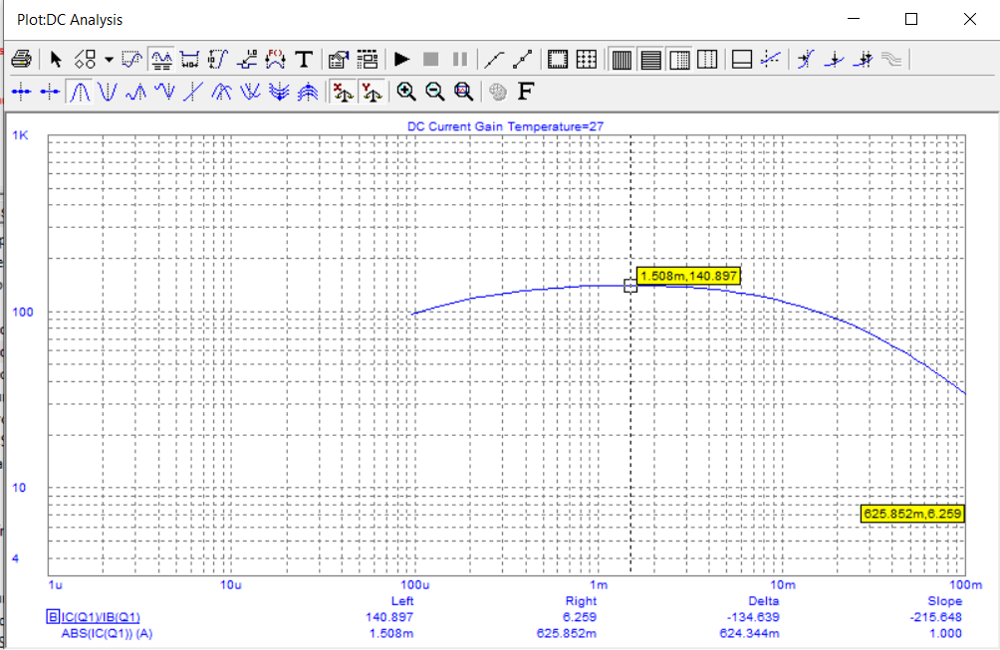 Plot:DC Analysis
T
F
DC Current Gain Temperature=27
1K
1.508m,140.897
100
10
625.852m,6.259
4
1u 10u 100u 1m 10m 100m
Left Right Delta Slope
B IC(Q1)/IB(Q1) 140.897 6.259 -134.639 -215.648
ABS(IC(Q1)) (A) 1.508m 625.852m 624.344m 1.000